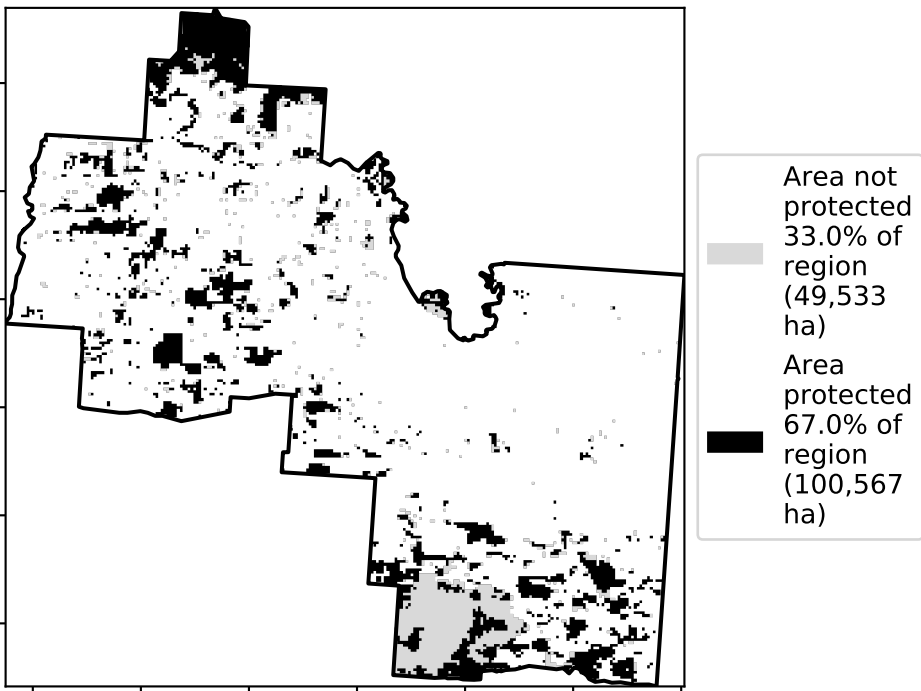 Area not
protected
33.0% of
region
(49,533
ha)
Area
protected
67.0% of
region
(100,567
ha)